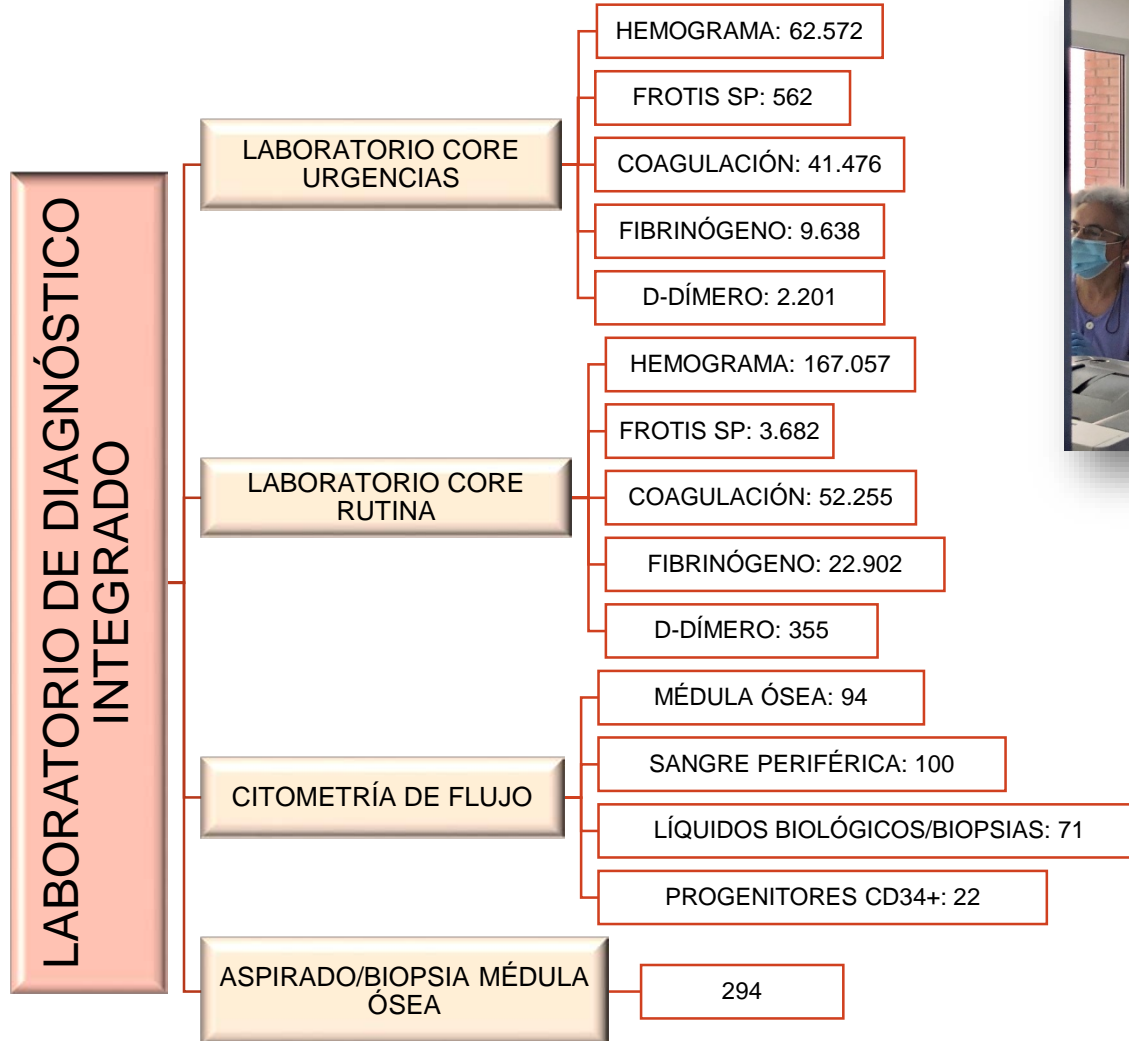 LABORATORIO DE DIAGNÓSTICO
INTEGRADO
LABORATORIO CORE
URGENCIAS
HEMOGRAMA: 62.572
FROTIS SP: 562
COAGULACIÓN: 41.476
FIBRINÓGENO: 9.638
D-DÍMERO: 2.201
LABORATORIO CORE
RUTINA
HEMOGRAMA: 167.057
FROTIS SP: 3.682
COAGULACIÓN: 52.255
FIBRINÓGENO: 22.902
D-DÍMERO: 355
CITOMETRÍA DE FLUJO
MÉDULA ÓSEA: 94
SANGRE PERIFÉRICA: 100
LÍQUIDOS BIOLÓGICOS/BIOPSIAS: 71
PROGENITORES CD34+: 22
ASPIRADO/BIOPSIA MÉDULA
ÓSEA
294